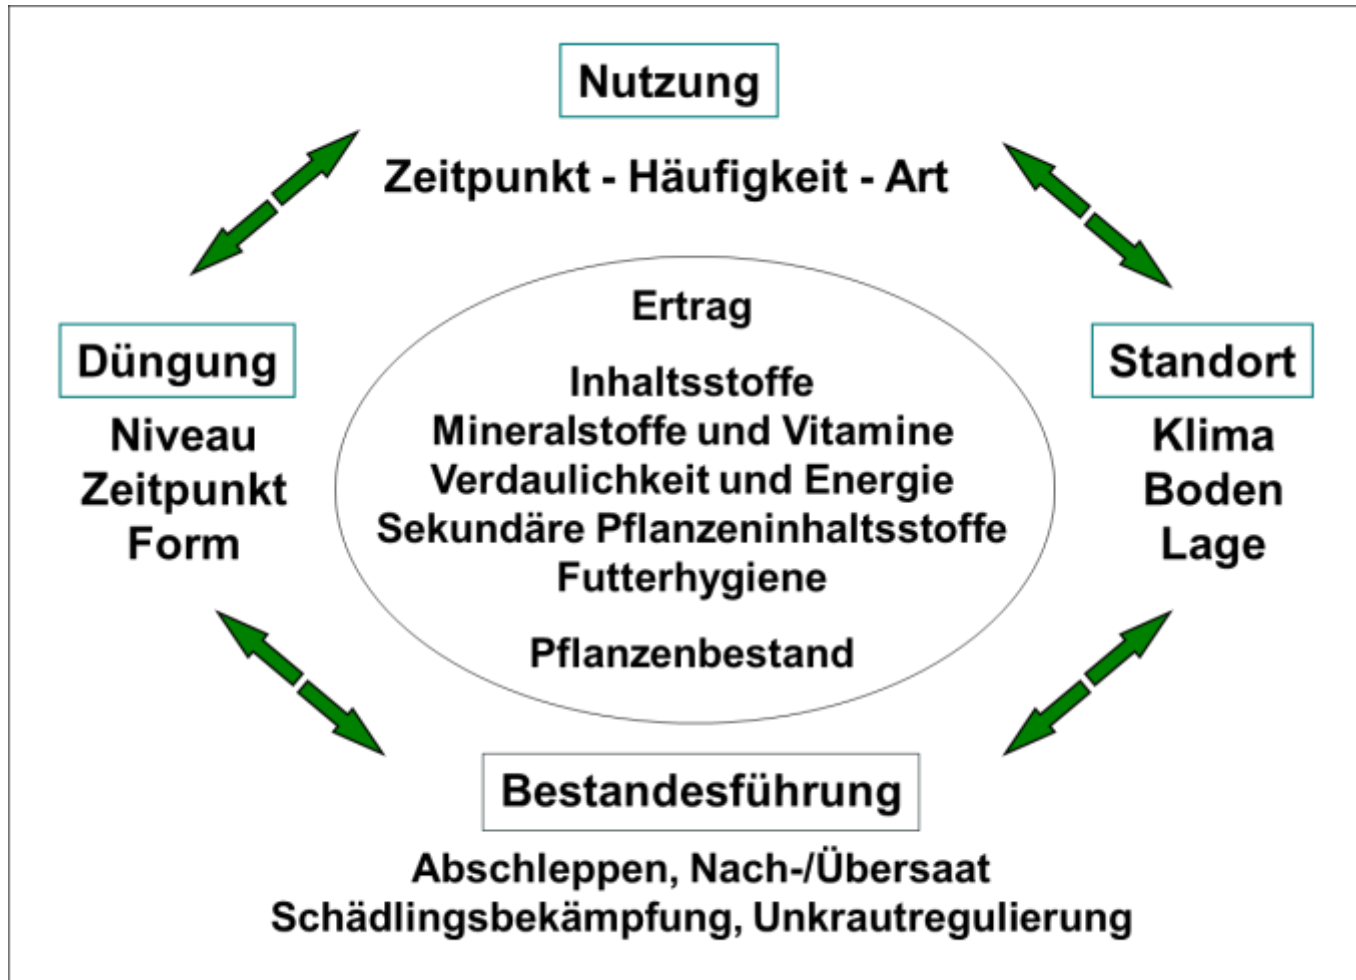 Nutzung
Zeitpunkt - Häufigkeit - Art
Düngung
Niveau
Zeitpunkt
Form
Ertrag
Inhaltsstoffe
Mineralstoffe und Vitamine
Verdaulichkeit und Energie
Sekundäre Pflanzeninhaltsstoffe
Futterhygiene
Pflanzenbestand
Standort
Klima
Boden
Lage
Bestandesführung
Abschleppen, Nach-/Übersaat
Schädlingsbekämpfung, Unkrautregulierung